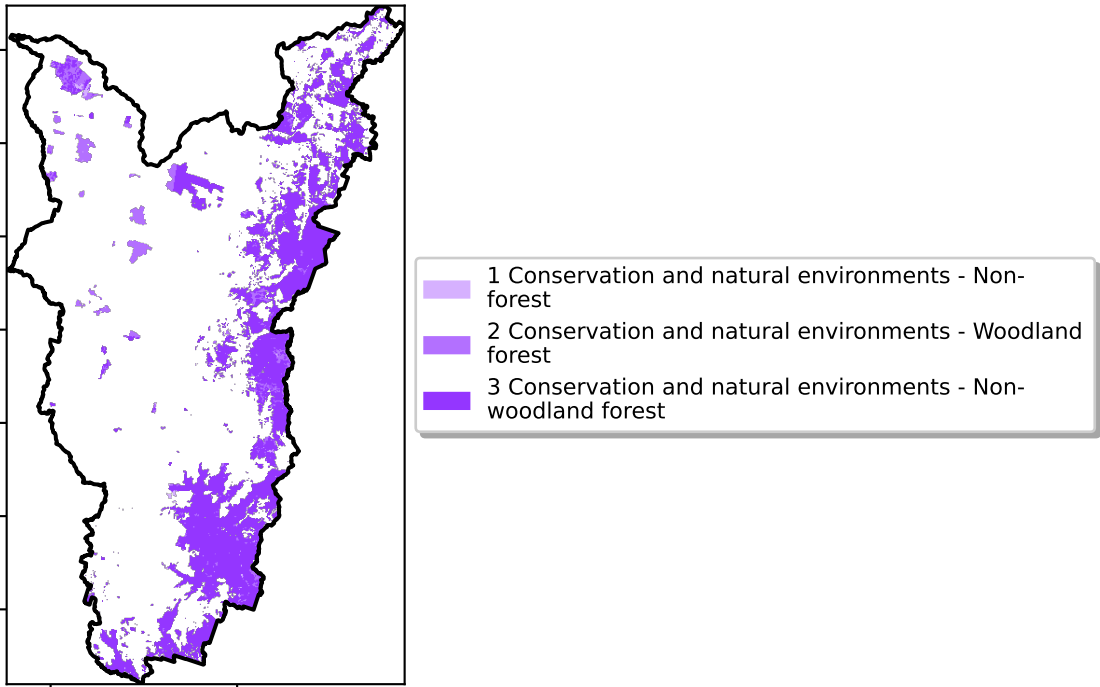 1 Conservation and natural environments - Non-
forest
2 Conservation and natural environments - Woodland
forest
3 Conservation and natural environments - Non-
woodland forest